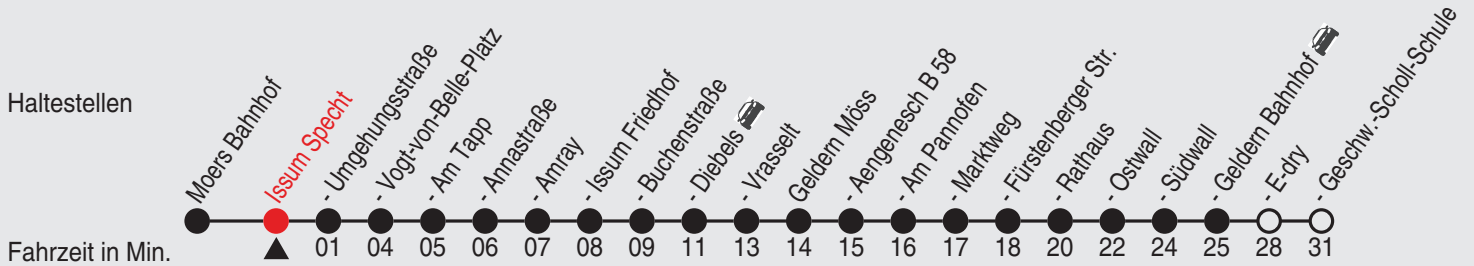 Haltestellen
Moers Bahnhof
Issum Specht
- Umgehungsstraße
- Vogt-von-Belle-Platz
- Am Tapp
- Annastraße
- Amray
- Issum Friedhof
- Buchenstraße
- Diebels
- Vrasselt
Geldern Möss
- Aengenesch B 58
- Am Pannofen
- Marktweg
- Fürstenberger Str.
- Rathaus
- Ostwall
- Südwall
- Geldern Bahnhof
- E-dry
- Geschw.-Scholl-Schule
Fahrzeit in Min.
01 04 05 06 07 08 09 11 13 14 15 16 17 18 20 22 24 25 28 31